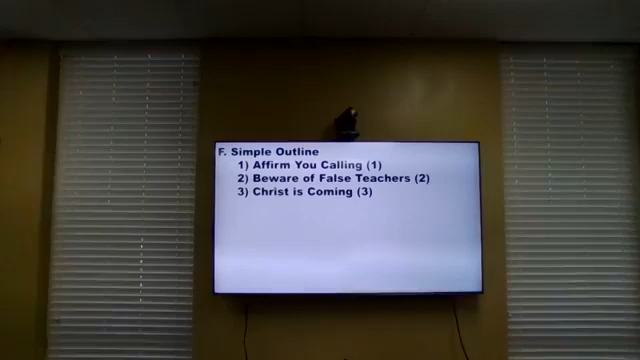 F. Simple Outline
1) Affirm You Calling (1)
2) Beware of False Teachers (2)
3) Christ is Coming (3)